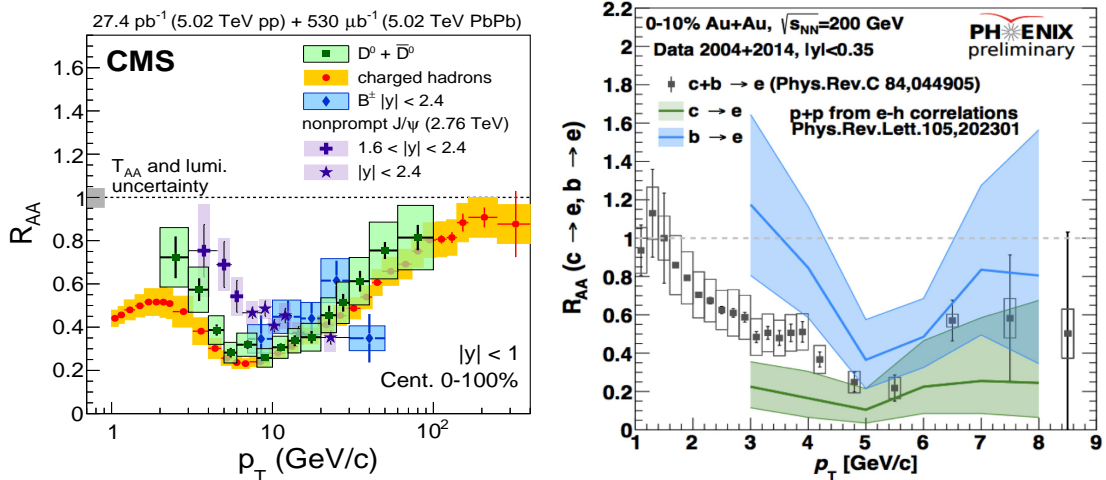 27.4 pb⁻¹ (5.02 TeV pp) + 530 μb⁻¹ (5.02 TeV PbPb)
CMS
D⁰ + D̅⁰
charged hadrons
B± |y| < 2.4
nonprompt J/ψ (2.76 TeV)
1.6 < |y| < 2.4
|y| < 2.4
T_AA and lumi.
uncertainty
|y| < 1
Cent. 0-100%
R_AA
1.6
1.4
1.2
1
0.8
0.6
0.4
0.2
0
1 10 10²
p_T (GeV/c)
0-10% Au+Au, √s_NN=200 GeV
Data 2004+2014, |y|<0.35
PHENIX
preliminary
c+b → e (Phys.Rev.C 84,044905)
c → e
b → e
p+p from e-h correlations
Phys.Rev.Lett.105,202301
R_AA (c → e, b → e)
2.2
2
1.8
1.6
1.4
1.2
1
0.8
0.6
0.4
0.2
0
1 2 3 4 5 6 7 8 9
p_T [GeV/c]